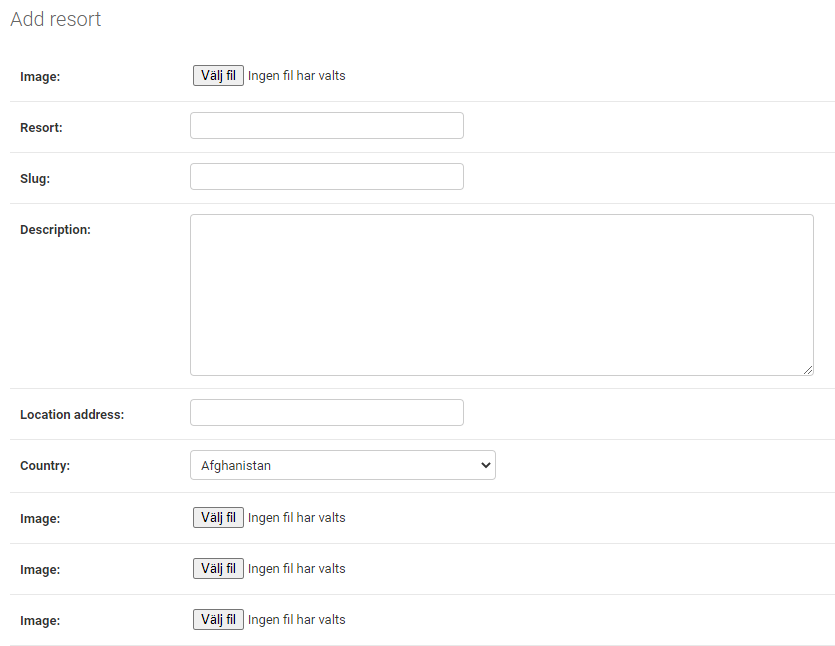 Add resort
Image: Välj fil Ingen fil har valts
Resort:
Slug:
Description:
Location address:
Country: Afghanistan
Image: Välj fil Ingen fil har valts
Image: Välj fil Ingen fil har valts
Image: Välj fil Ingen fil har valts